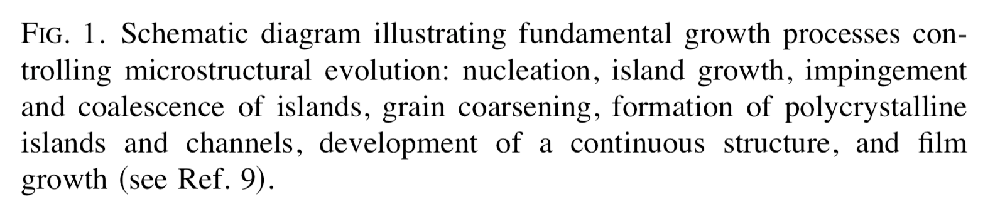 FIG. 1. Schematic diagram illustrating fundamental growth processes con-
trolling microstructural evolution: nucleation, island growth, impingement
and coalescence of islands, grain coarsening, formation of polycrystalline
islands and channels, development of a continuous structure, and film
growth (see Ref. 9).